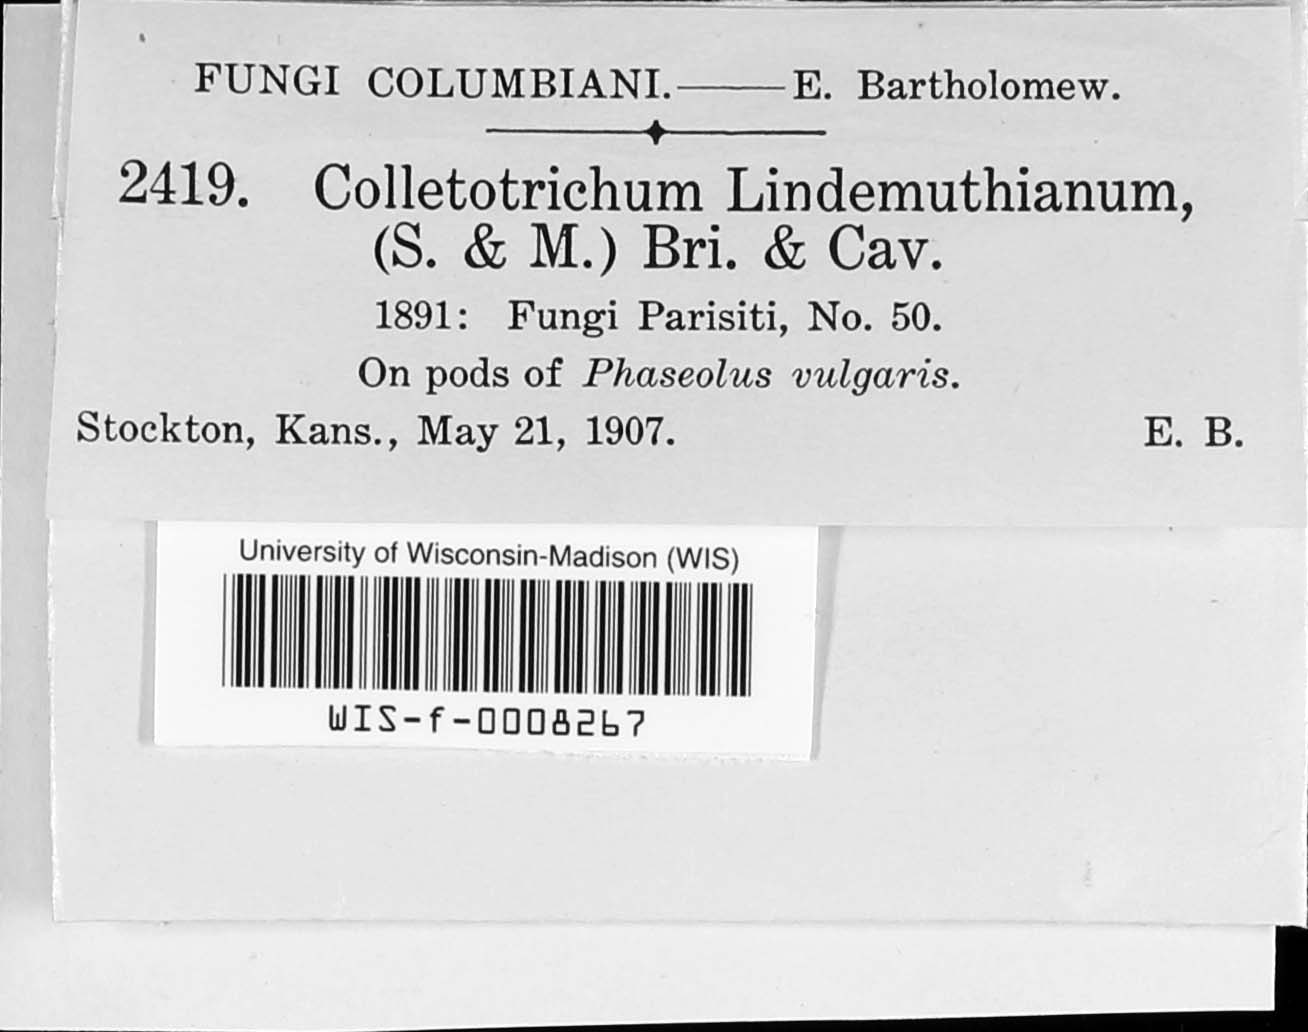 FUNGI COLUMBIANI.——E. Bartholomew.
2419. Colletotrichum Lindemuthianum,
(S. & M.) Bri. & Cav.
1891: Fungi Parisiti, No. 50.
On pods of Phaseolus vulgaris.
Stockton, Kans., May 21, 1907. E. B.
University of Wisconsin-Madison (WIS)
WIS-f-0008267